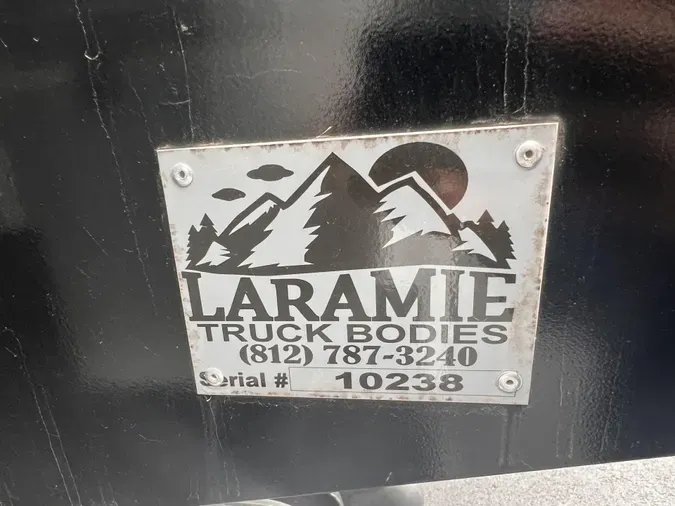 LARAMIE
TRUCK BODIES
(812) 787-3240
Serial # 10238